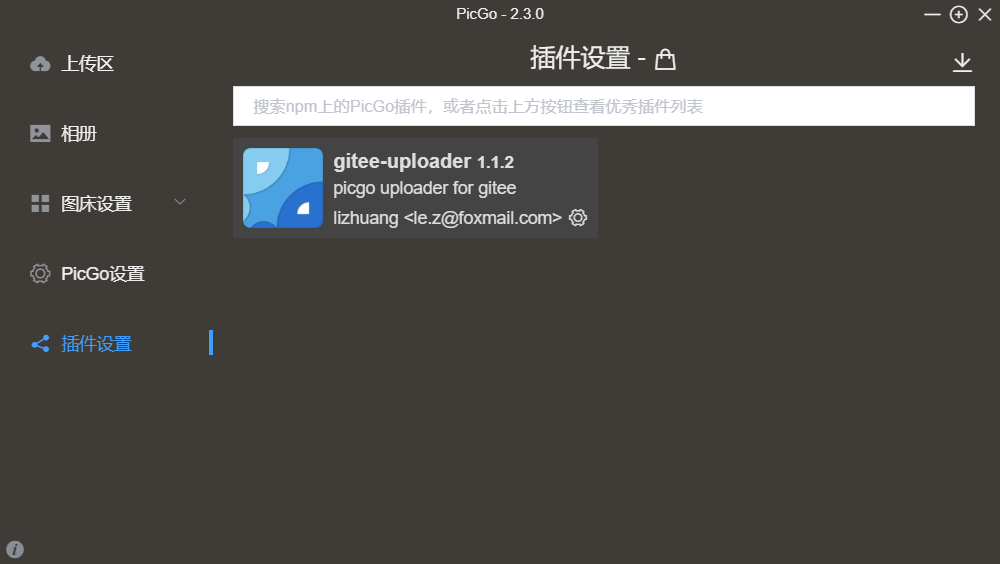 PicGo - 2.3.0
上传区
相册
图床设置
PicGo设置
插件设置
插件设置 -
搜索npm上的PicGo插件，或者点击上方按钮查看优秀插件列表
gitee-uploader 1.1.2
picgo uploader for gitee
lizhuang <le.z@foxmail.com>